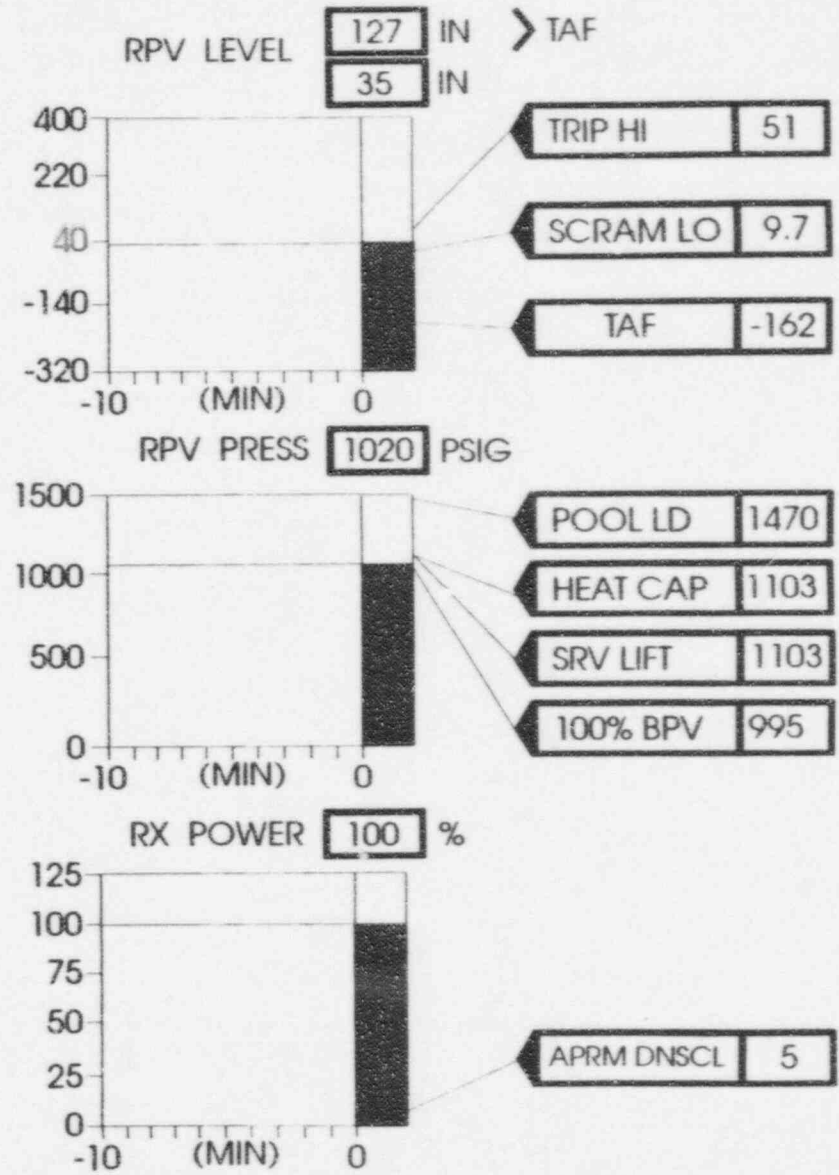 RPV LEVEL 127 IN > TAF
35 IN
400
220
40
-140
-320
-10 (MIN) 0
TRIP HI 51
SCRAM LO 9.7
TAF -162
RPV PRESS 1020 PSIG
1500
1000
500
0
-10 (MIN) 0
POOL LD 1470
HEAT CAP 1103
SRV LIFT 1103
100% BPV 995
RX POWER 100 %
125
100
75
50
25
0
-10 (MIN) 0
APRM DNSCL 5